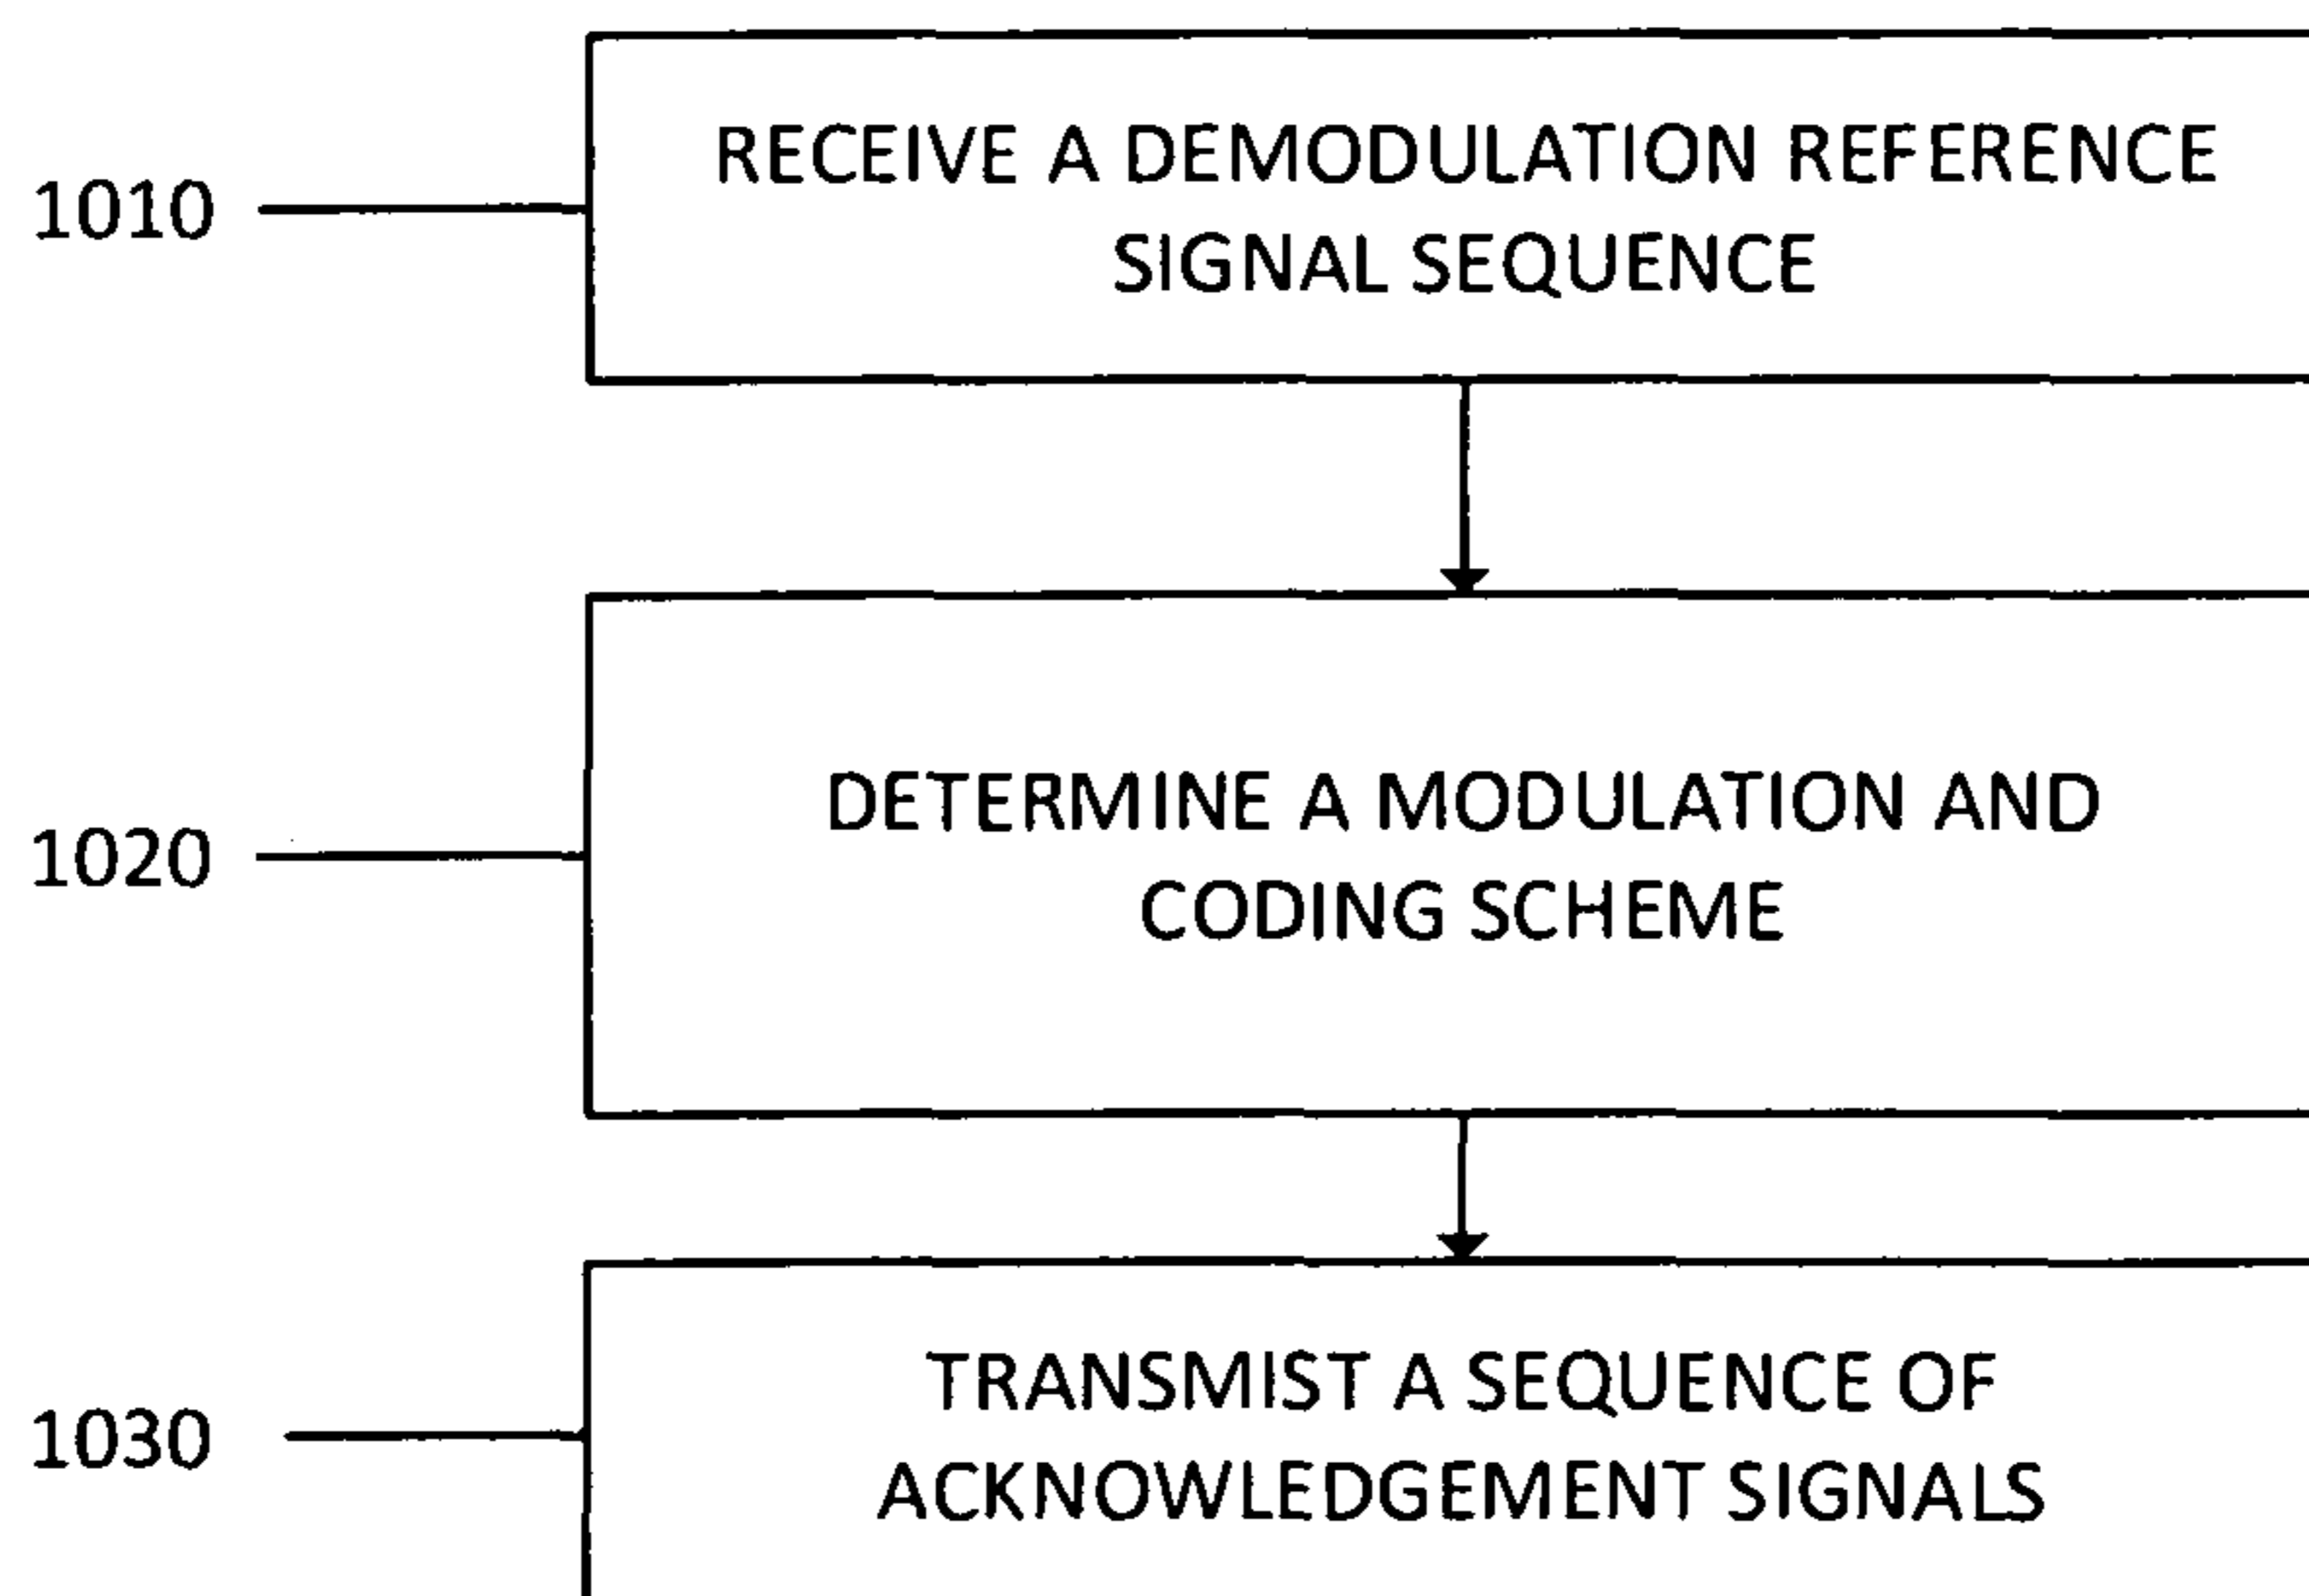 RECEIVE A DEMODULATION REFERENCE
1010
SIGNAL SEQUENCE
DETERMINE A MODULATION AND
1020
CODING SCHEME
TRANSMIST A SEQUENCE OF
1030
ACKNOWLEDGEMENT SIGNALS